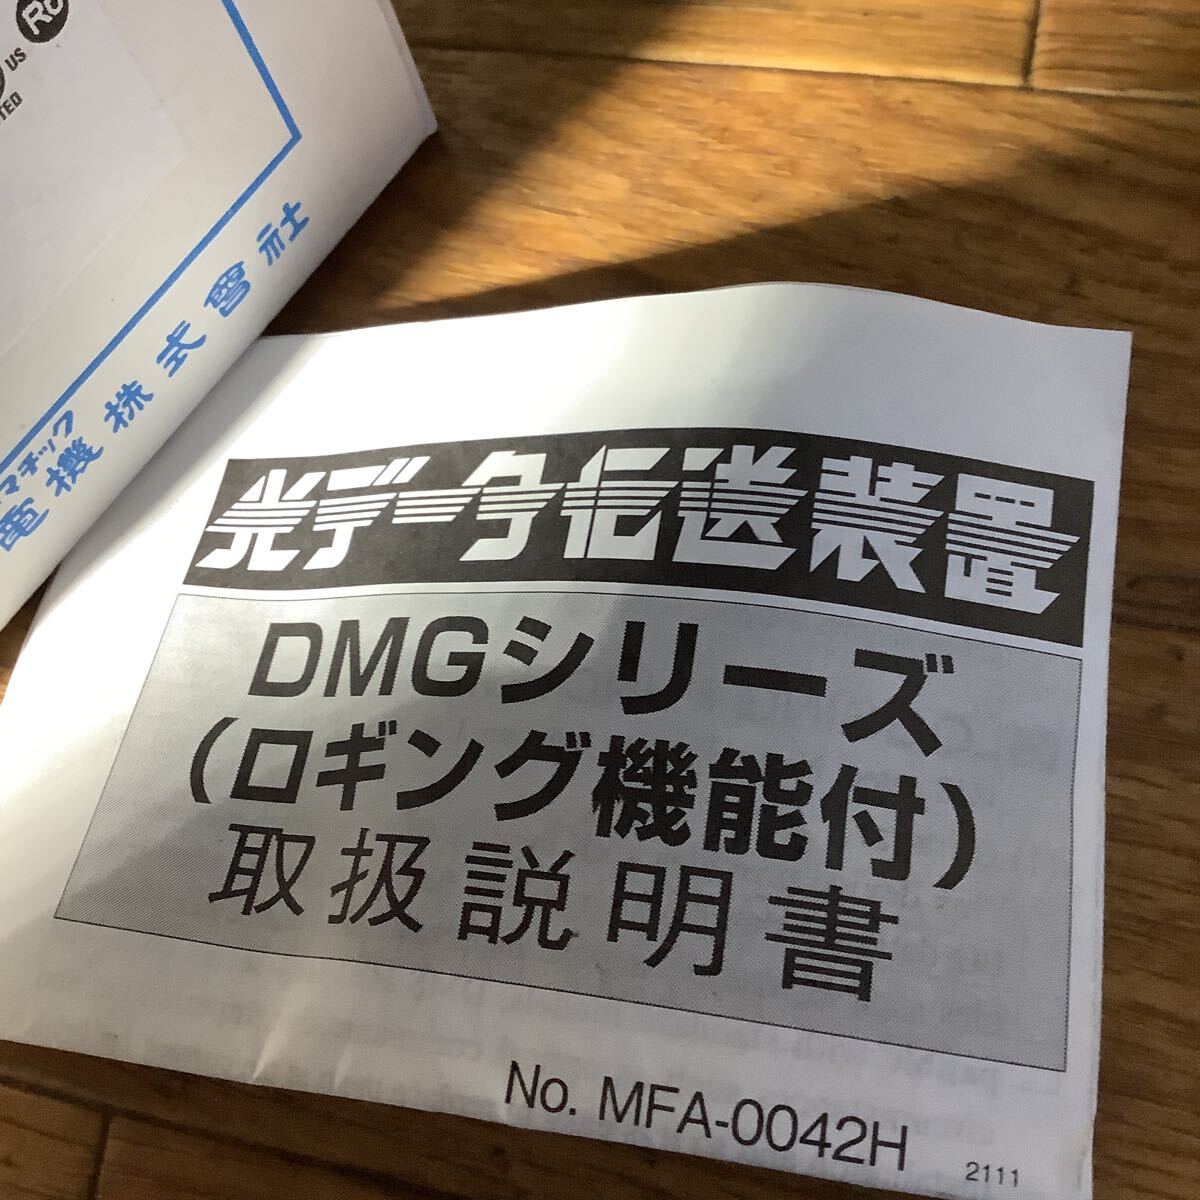 US
マチック
電機株式會社
光データ伝送装置
DMGシリーズ
(ロギング機能付)
取扱説明書
No. MFA-0042H
2111